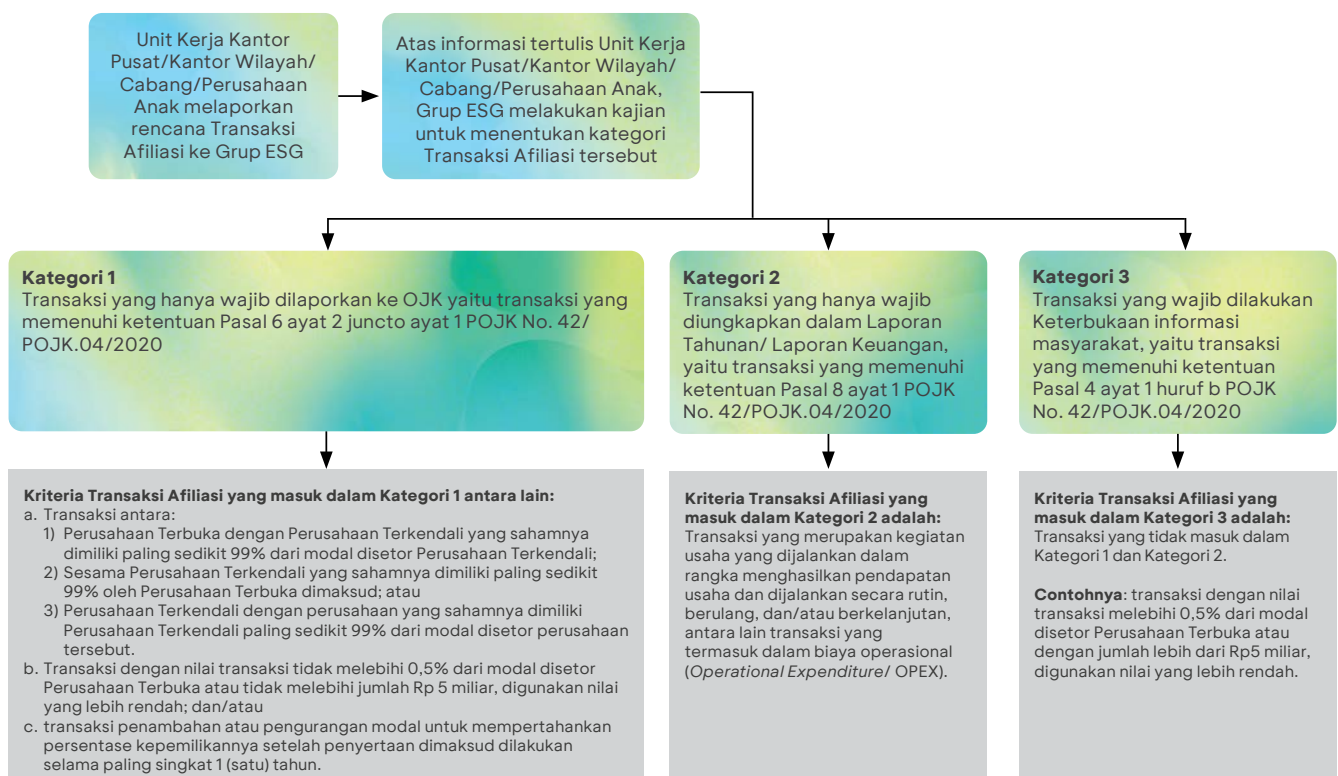 Unit Kerja Kantor
Pusat/Kantor Wilayah/
Cabang/Perusahaan
Anak melaporkan
rencana Transaksi
Afiliasi ke Grup ESG
Atas informasi tertulis Unit Kerja
Kantor Pusat/Kantor Wilayah/
Cabang/Perusahaan Anak,
Grup ESG melakukan kajian
untuk menentukan kategori
Transaksi Afiliasi tersebut
Kategori 1
Transaksi yang hanya wajib dilaporkan ke OJK yaitu transaksi yang
memenuhi ketentuan Pasal 6 ayat 2 juncto ayat 1 POJK No. 42/
POJK.04/2020
Kategori 2
Transaksi yang hanya wajib
diungkapkan dalam Laporan
Tahunan/ Laporan Keuangan,
yaitu transaksi yang memenuhi
ketentuan Pasal 8 ayat 1 POJK
No. 42/POJK.04/2020
Kategori 3
Transaksi yang wajib dilakukan
Keterbukaan informasi
masyarakat, yaitu transaksi
yang memenuhi ketentuan
Pasal 4 ayat 1 huruf b POJK
No. 42/POJK.04/2020
Kriteria Transaksi Afiliasi yang masuk dalam Kategori 1 antara lain:
a. Transaksi antara:
1) Perusahaan Terbuka dengan Perusahaan Terkendali yang sahamnya
dimiliki paling sedikit 99% dari modal disetor Perusahaan Terkendali;
2) Sesama Perusahaan Terkendali yang sahamnya dimiliki paling sedikit
99% oleh Perusahaan Terbuka dimaksud; atau
3) Perusahaan Terkendali dengan perusahaan yang sahamnya dimiliki
Perusahaan Terkendali paling sedikit 99% dari modal disetor perusahaan
tersebut.
b. Transaksi dengan nilai transaksi tidak melebihi 0,5% dari modal disetor
Perusahaan Terbuka atau tidak melebihi jumlah Rp 5 miliar, digunakan nilai
yang lebih rendah; dan/atau
c. transaksi penambahan atau pengurangan modal untuk mempertahankan
persentase kepemilikannya setelah penyertaan dimaksud dilakukan
selama paling singkat 1 (satu) tahun.
Kriteria Transaksi Afiliasi yang
masuk dalam Kategori 2 adalah:
Transaksi yang merupakan kegiatan
usaha yang dijalankan dalam
rangka menghasilkan pendapatan
usaha dan dijalankan secara rutin,
berulang, dan/atau berkelanjutan,
antara lain transaksi yang
termasuk dalam biaya operasional
(Operational Expenditure/ OPEX).
Kriteria Transaksi Afiliasi yang
masuk dalam Kategori 3 adalah:
Transaksi yang tidak masuk dalam
Kategori 1 dan Kategori 2.
Contohnya: transaksi dengan nilai
transaksi melebihi 0,5% dari modal
disetor Perusahaan Terbuka atau
dengan jumlah lebih dari Rp5 miliar,
digunakan nilai yang lebih rendah.